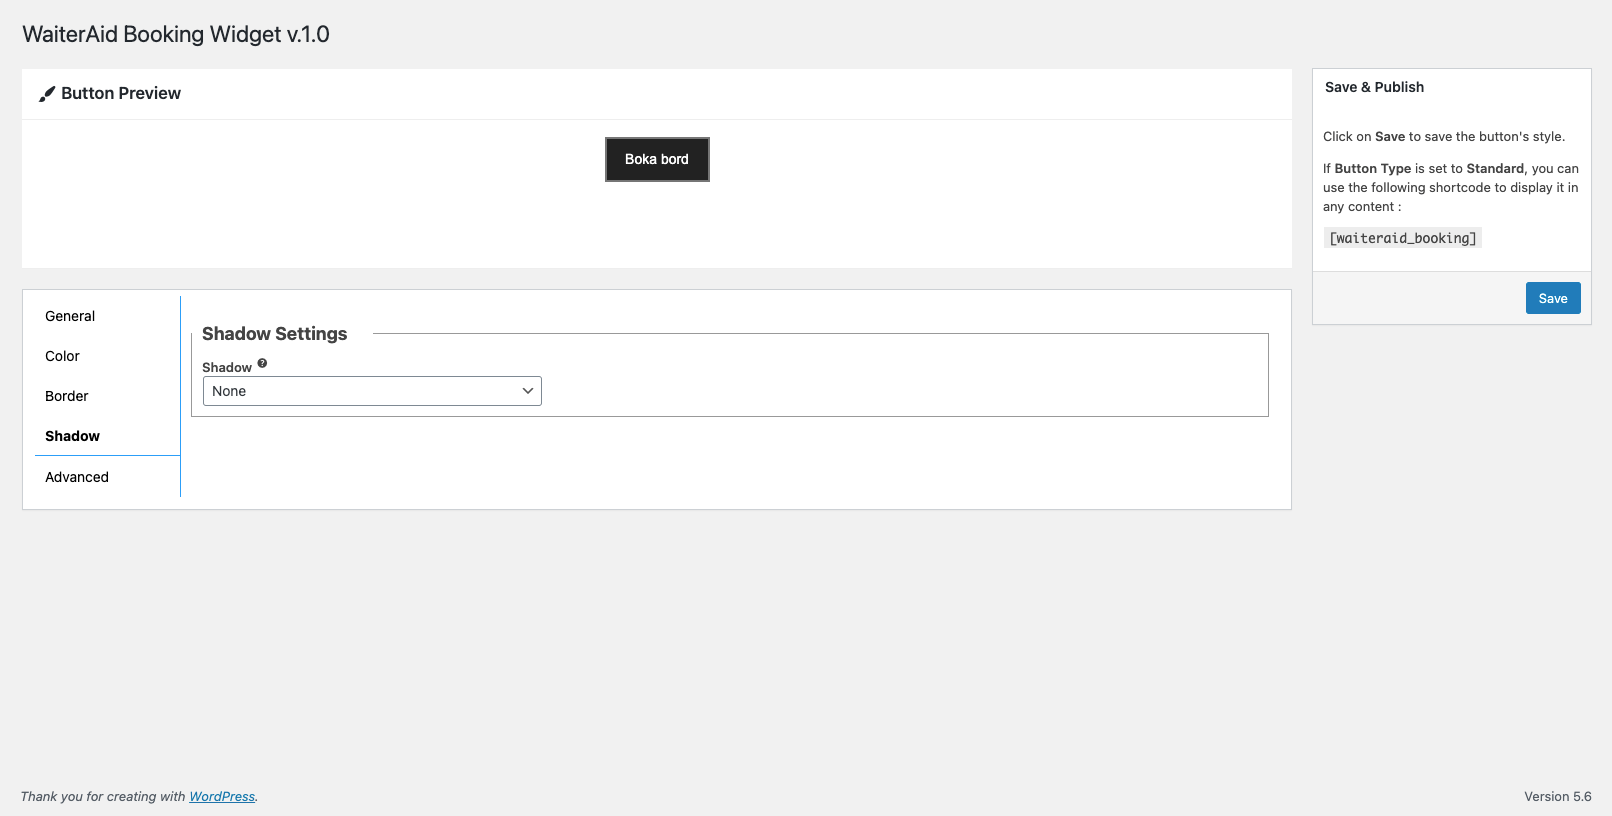 WaiterAid Booking Widget v.1.0
Button Preview
Boka bord
Save & Publish
Click on Save to save the button's style.
If Button Type is set to Standard, you can
use the following shortcode to display it in
any content :
[waiteraid_booking]
Save
General
Color
Border
Shadow
Advanced
Shadow Settings
Shadow
None
Thank you for creating with WordPress.
Version 5.6